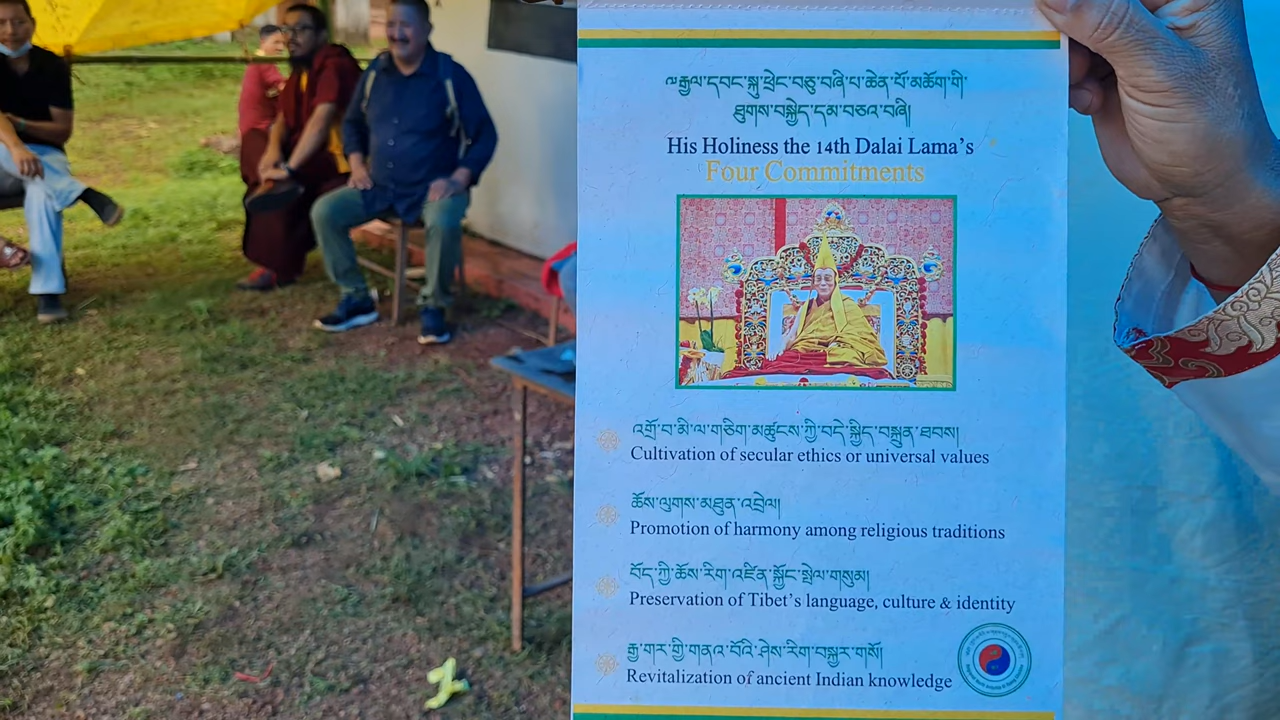 ༧རྒྱལ་དབང་སྐུ་ཕྲེང་བཅུ་བཞི་པ་ཆེན་པོ་མཆོག་གི་
ཐུགས་བསྐྱེད་དམ་བཅའ་བཞི།
His Holiness the 14th Dalai Lama's
Four Commitments
འགྲོ་བ་མི་ལ་གཅིག་མཚུངས་ཀྱི་བདེ་སྐྱིད་བསྐྲུན་ཐབས།
Cultivation of secular ethics or universal values
ཆོས་ལུགས་མཐུན་འབྲེལ།
Promotion of harmony among religious traditions
བོད་ཀྱི་ཆོས་རིག་འཛིན་སྐྱོང་སྤེལ་གསུམ།
Preservation of Tibet's language, culture & identity
རྒྱ་གར་གྱི་གནའ་བོའི་ཤེས་རིག་བསྐྱར་གསོ།
Revitalization of ancient Indian knowledge